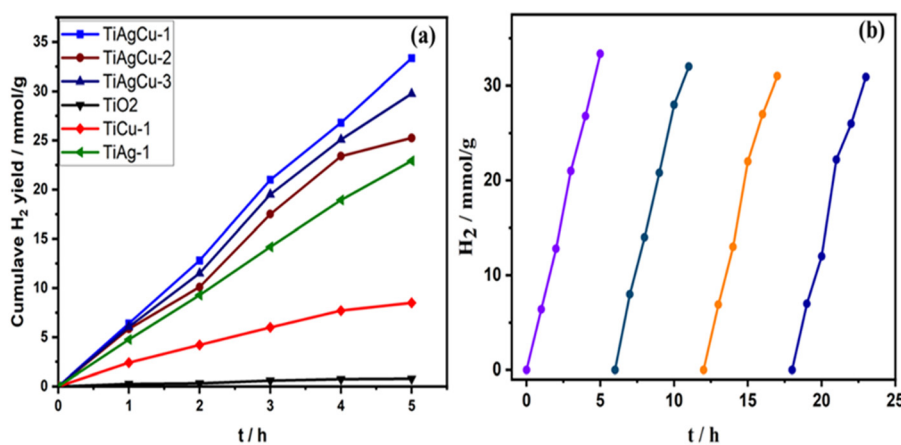 (a)
TiAgCu-1
TiAgCu-2
TiAgCu-3
TiO2
TiCu-1
TiAg-1
Cumulave H₂ yield / mmol/g
35
30
25
20
15
10
5
0
0 1 2 3 4 5
t / h
(b)
H₂ / mmol/g
30
20
10
0
0 5 10 15 20 25
t / h